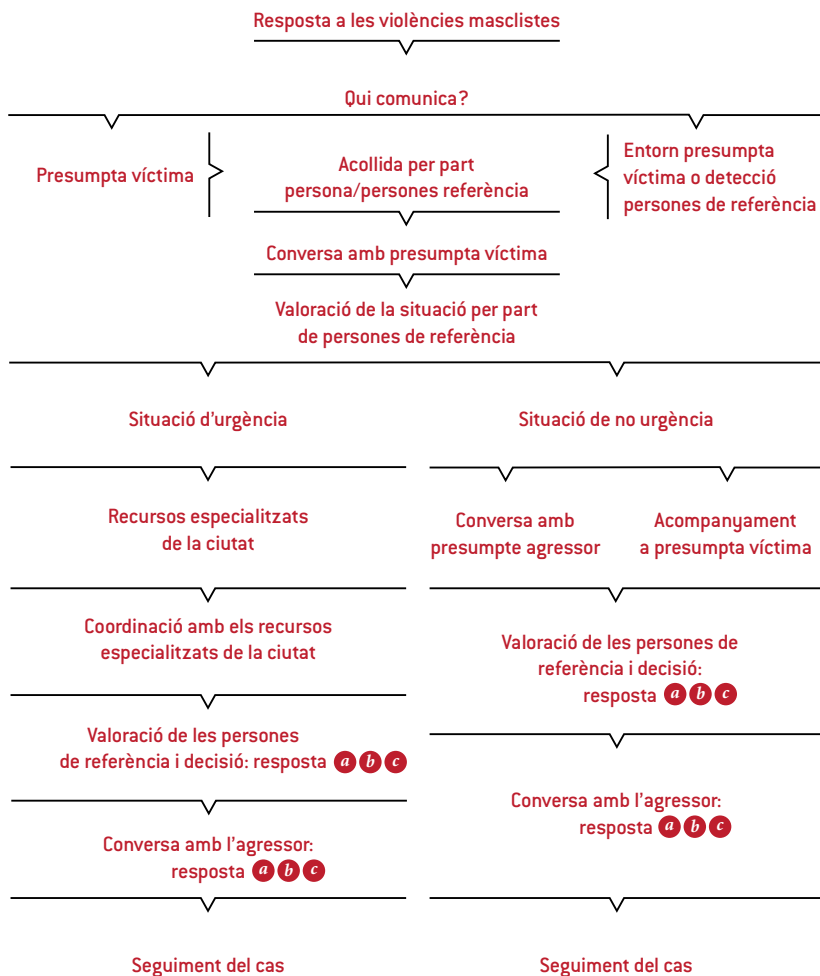 Resposta a les violències masclistes
Qui comunica?
Presumpta víctima
Acollida per part
persona/persones referència
Entorn presumpta
víctima o detecció
persones de referència
Conversa amb presumpta víctima
Valoració de la situació per part
de persones de referència
Situació d'urgència
Situació de no urgència
Recursos especialitzats
de la ciutat
Conversa amb
presumpte agressor
Acompanyament
a presumpta víctima
Coordinació amb els recursos
especialitzats de la ciutat
Valoració de les persones de
referència i decisió:
resposta a b c
Valoració de les persones
de referència i decisió: resposta a b c
Conversa amb l'agressor:
resposta a b c
Conversa amb l'agressor:
resposta a b c
Seguiment del cas
Seguiment del cas